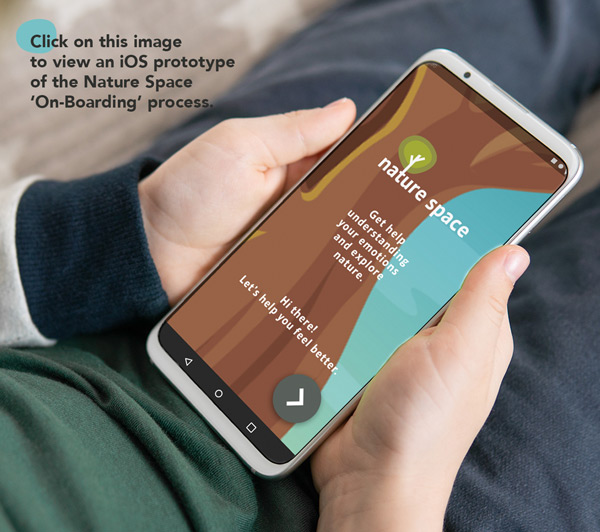 Click on this image
to view an iOS prototype
of the Nature Space
‘On-Boarding’ process.
nature space
Get help
understanding
your emotions
and explore
nature.
Hi there!
Let's help you feel better.